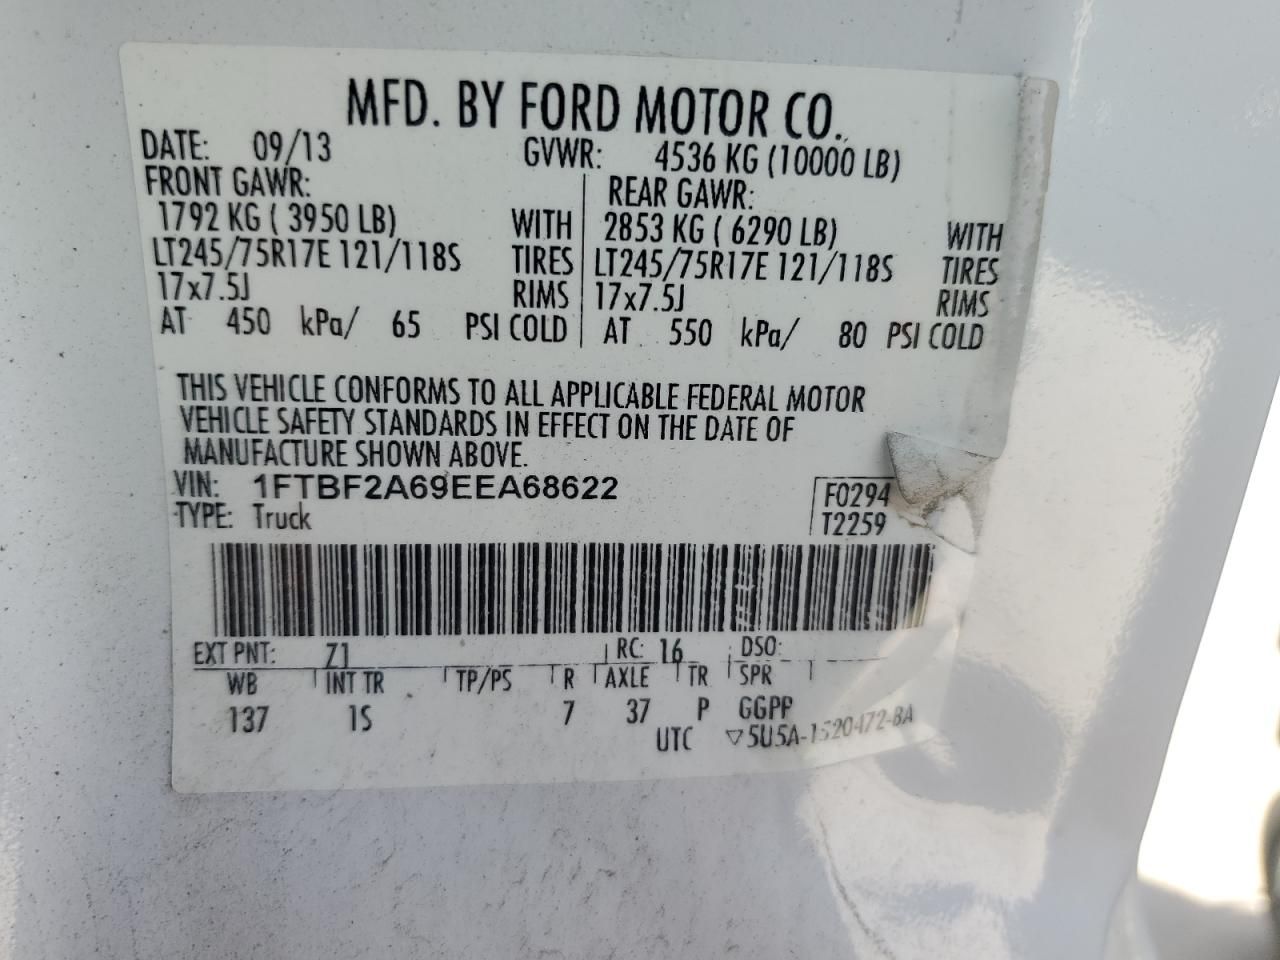 MFD. BY FORD MOTOR CO.
DATE: 09/13 GVWR: 4536 KG (10000 LB)
FRONT GAWR: REAR GAWR:
1792 KG ( 3950 LB) WITH 2853 KG ( 6290 LB) WITH
LT245/75R17E 121/118S TIRES LT245/75R17E 121/118S TIRES
17x7.5J RIMS 17x7.5J RIMS
AT 450 kPa/ 65 PSI COLD AT 550 kPa/ 80 PSI COLD
THIS VEHICLE CONFORMS TO ALL APPLICABLE FEDERAL MOTOR
VEHICLE SAFETY STANDARDS IN EFFECT ON THE DATE OF
MANUFACTURE SHOWN ABOVE.
VIN: 1FTBF2A69EEA68622 F0294
TYPE: Truck T2259
EXT PNT: Z1 RC: 16 DSO:
WB INT TR TP/PS R AXLE TR SPR
137 1S 7 37 P GGPP
UTC ▽5U5A-1520472-BA